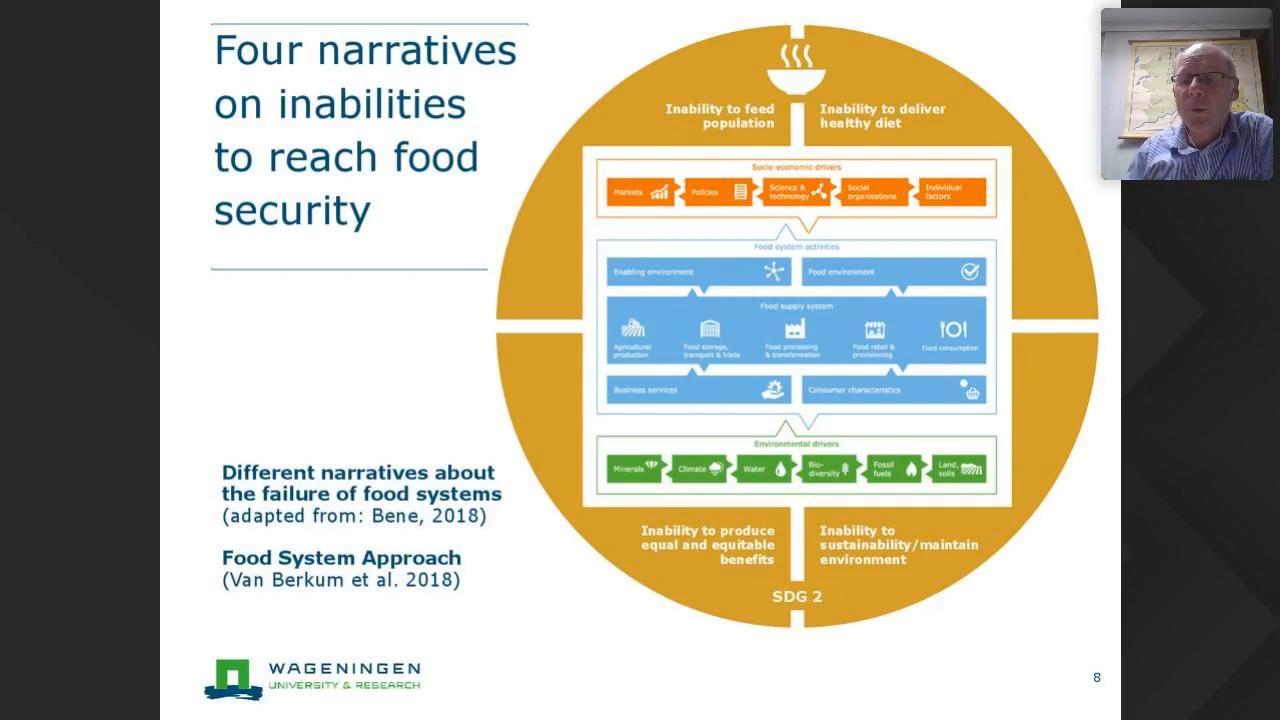 Four narratives
on inabilities
to reach food
security
Different narratives about
the failure of food systems
(adapted from: Bene, 2018)
Food System Approach
(Van Berkum et al. 2018)
WAGENINGEN
UNIVERSITY & RESEARCH
Inability to feed
population
Inability to deliver
healthy diet
Socio-economic drivers
Markets
Policies
Science &
technology
Social
organisations
Individual
factors
Food system activities
Enabling environment
Food environment
Food supply system
Agricultural
production
Food storage,
transport & trade
Food processing
& transformation
Food retail &
provisioning
Food consumption
Business services
Consumer characteristics
Environmental drivers
Minerals
Climate
Water
Bio-
diversity
Fossil
fuels
Land,
soils
Inability to produce
equal and equitable
benefits
Inability to
sustainability/maintain
environment
SDG 2
8